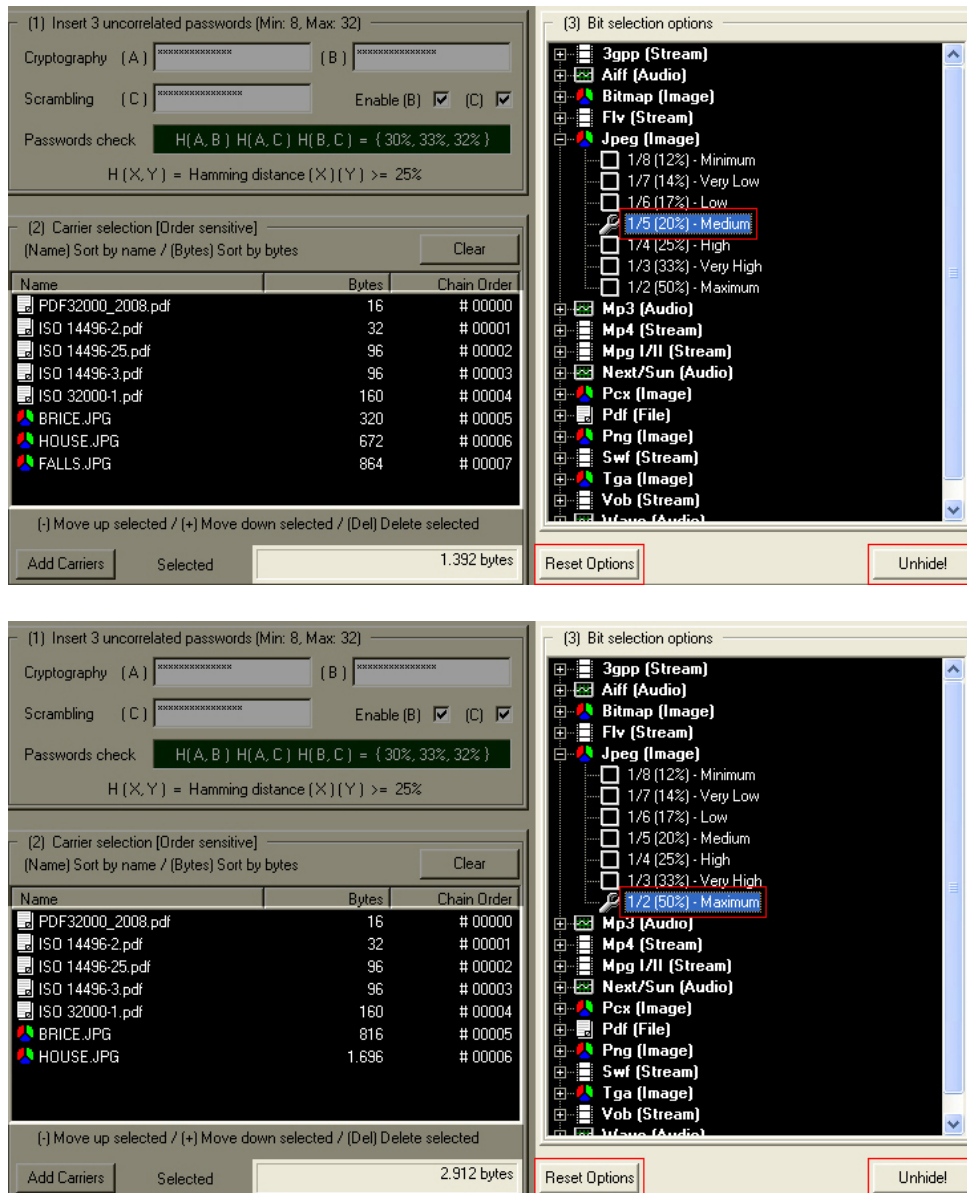 (1) Insert 3 uncorrelated passwords (Min: 8, Max: 32)
Cryptography (A) ************** (B) ***************
Scrambling (C) **************** Enable (B) (C)
Passwords check H(A,B) H(A,C) H(B,C) = {30%, 33%, 32%}
H(X,Y) = Hamming distance (X)(Y) >= 25%
(2) Carrier selection [Order sensitive]
(Name) Sort by name / (Bytes) Sort by bytes Clear
Name Bytes Chain Order
PDF32000_2008.pdf 16 # 00000
ISO 14496-2.pdf 32 # 00001
ISO 14496-25.pdf 96 # 00002
ISO 14496-3.pdf 96 # 00003
ISO 32000-1.pdf 160 # 00004
BRICE.JPG 320 # 00005
HOUSE.JPG 672 # 00006
FALLS.JPG 864 # 00007
(-) Move up selected / (+) Move down selected / (Del) Delete selected
Add Carriers Selected 1.392 bytes
(3) Bit selection options
3gpp (Stream)
Aiff (Audio)
Bitmap (Image)
Flv (Stream)
Jpeg (Image)
1/8 (12%) - Minimum
1/7 (14%) - Very Low
1/6 (17%) - Low
1/5 (20%) - Medium
1/4 (25%) - High
1/3 (33%) - Very High
1/2 (50%) - Maximum
Mp3 (Audio)
Mp4 (Stream)
Mpg I/II (Stream)
Next/Sun (Audio)
Pcx (Image)
Pdf (File)
Png (Image)
Swf (Stream)
Tga (Image)
Vob (Stream)
Wave (Audio)
Reset Options Unhide!
(1) Insert 3 uncorrelated passwords (Min: 8, Max: 32)
Cryptography (A) ************** (B) ***************
Scrambling (C) **************** Enable (B) (C)
Passwords check H(A,B) H(A,C) H(B,C) = {30%, 33%, 32%}
H(X,Y) = Hamming distance (X)(Y) >= 25%
(2) Carrier selection [Order sensitive]
(Name) Sort by name / (Bytes) Sort by bytes Clear
Name Bytes Chain Order
PDF32000_2008.pdf 16 # 00000
ISO 14496-2.pdf 32 # 00001
ISO 14496-25.pdf 96 # 00002
ISO 14496-3.pdf 96 # 00003
ISO 32000-1.pdf 160 # 00004
BRICE.JPG 816 # 00005
HOUSE.JPG 1.696 # 00006
(-) Move up selected / (+) Move down selected / (Del) Delete selected
Add Carriers Selected 2.912 bytes
(3) Bit selection options
3gpp (Stream)
Aiff (Audio)
Bitmap (Image)
Flv (Stream)
Jpeg (Image)
1/8 (12%) - Minimum
1/7 (14%) - Very Low
1/6 (17%) - Low
1/5 (20%) - Medium
1/4 (25%) - High
1/3 (33%) - Very High
1/2 (50%) - Maximum
Mp3 (Audio)
Mp4 (Stream)
Mpg I/II (Stream)
Next/Sun (Audio)
Pcx (Image)
Pdf (File)
Png (Image)
Swf (Stream)
Tga (Image)
Vob (Stream)
Wave (Audio)
Reset Options Unhide!